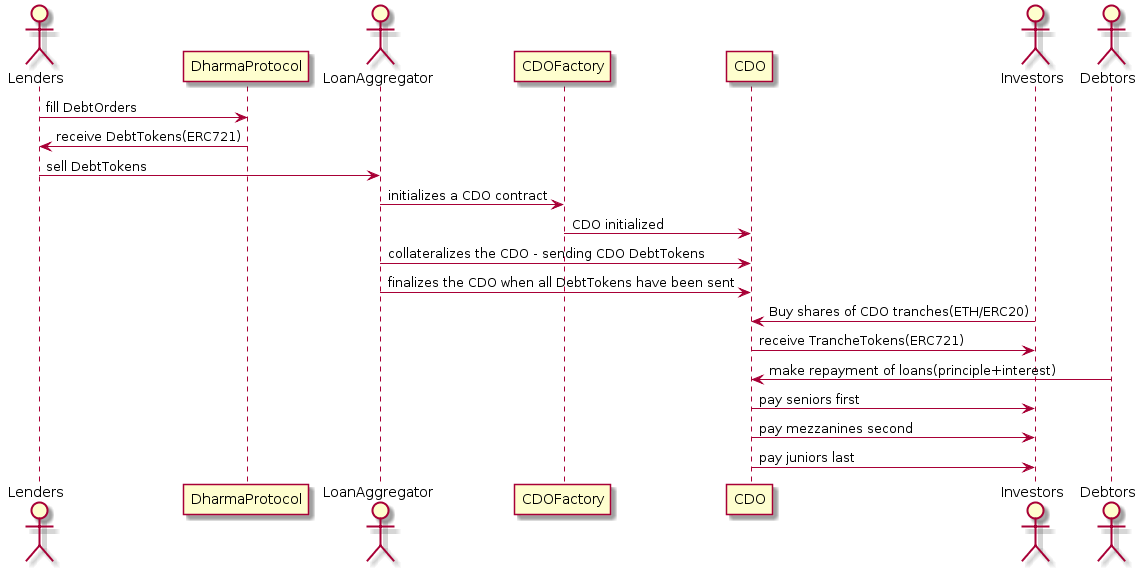 Lenders
DharmaProtocol
LoanAggregator
CDOFactory
CDO
Investors
Debtors
fill DebtOrders
receive DebtTokens(ERC721)
sell DebtTokens
initializes a CDO contract
CDO initialized
collateralizes the CDO - sending CDO DebtTokens
finalizes the CDO when all DebtTokens have been sent
Buy shares of CDO tranches(ETH/ERC20)
receive TrancheTokens(ERC721)
make repayment of loans(principle+interest)
pay seniors first
pay mezzanines second
pay juniors last
Lenders
DharmaProtocol
LoanAggregator
CDOFactory
CDO
Investors
Debtors